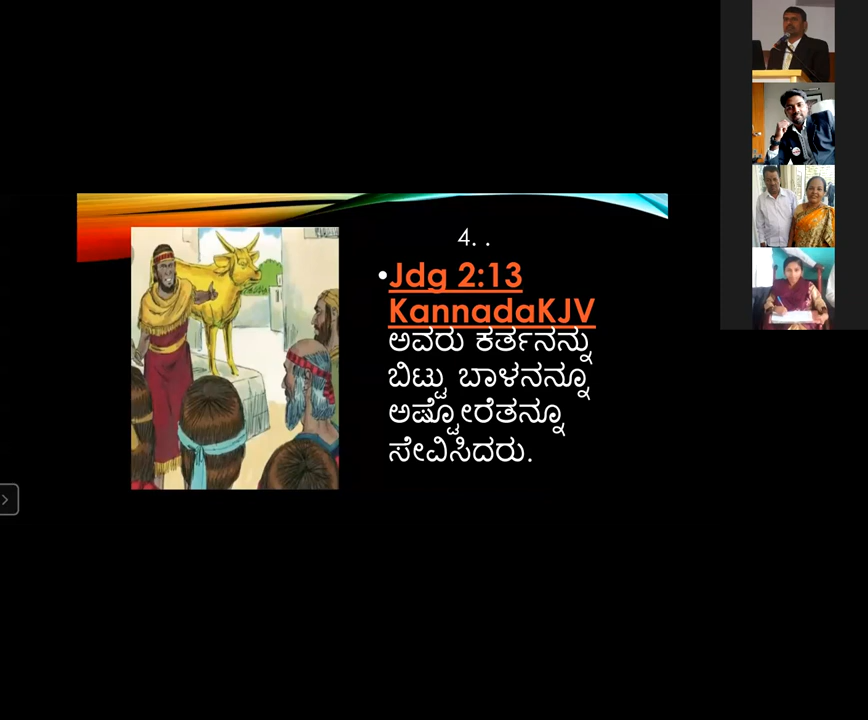 4. .
•Jdg 2:13
KannadaKJV
ಅವರು ಕರ್ತನನ್ನು
ಬಿಟ್ಟು ಬಾಳನನ್ನೂ
ಅಷ್ಟೋರೆತನ್ನೂ
ಸೇವಿಸಿದರು.